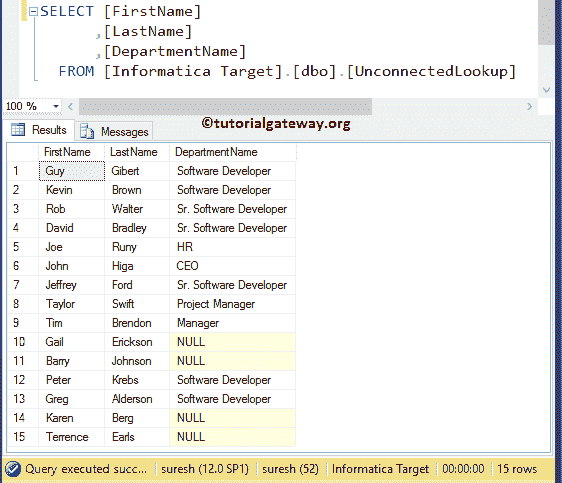 SELECT [FirstName]
,[LastName]
,[DepartmentName]
FROM [Informatica Target].[dbo].[UnconnectedLookup]
100 %
©tutorialgateway.org
Results Messages
FirstName LastName DepartmentName
1 Guy Gibert Software Developer
2 Kevin Brown Software Developer
3 Rob Walter Sr. Software Developer
4 David Bradley Sr. Software Developer
5 Joe Runy HR
6 John Higa CEO
7 Jeffrey Ford Sr. Software Developer
8 Taylor Swift Project Manager
9 Tim Brendon Manager
10 Gail Erickson NULL
11 Barry Johnson NULL
12 Peter Krebs Software Developer
13 Greg Alderson Software Developer
14 Karen Berg NULL
15 Terrence Earls NULL
Query executed succ... suresh (12.0 SP1) suresh (52) Informatica Target 00:00:00 15 rows